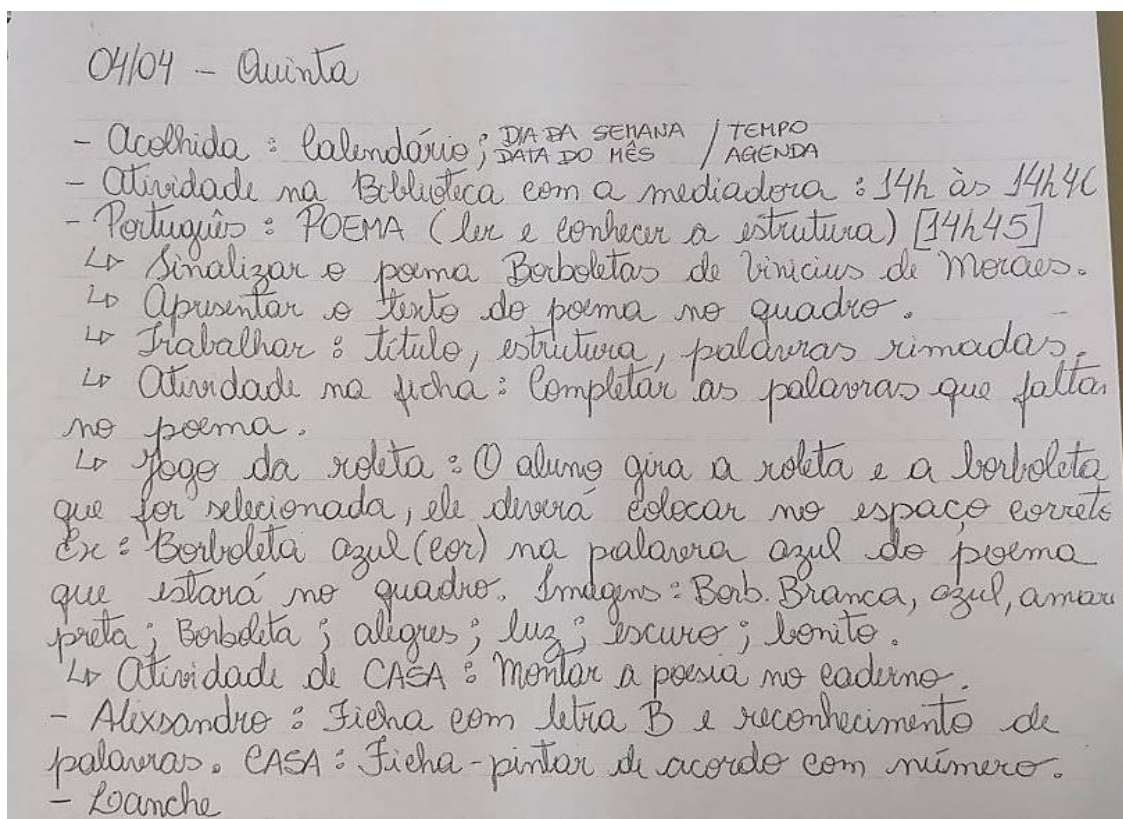 04/04 - Quinta
- Acolhida : Calendário; DIA DA SEMANA / TEMPO
DATA DO MÊS / AGENDA
- Atividade na Biblioteca com a mediadora : 14h às 14h40
- Português : POEMA (ler e conhecer a estrutura) [14h45]
↳ Sinalizar o poema Borboletas de Vinicius de Moraes.
↳ Apresentar o texto do poema no quadro.
↳ Trabalhar : título, estrutura, palavras rimadas.
↳ Atividade na ficha : Completar as palavras que faltam
no poema.
↳ Jogo da roleta : O aluno gira a roleta e a borboleta
que for selecionada, ele deverá colocar no espaço correto
Ex : Borboleta azul (cor) na palavra azul do poema
que estará no quadro. Imagens : Borb. Branca, azul, amare
preta ; Borboleta ; alegres ; luz ; escuro ; bonito.
↳ Atividade de CASA : Montar a poesia no caderno.
- Alixsandro : Ficha com letra B e reconhecimento de
palavras. CASA : Ficha - pintar de acordo com número.
- Lanche